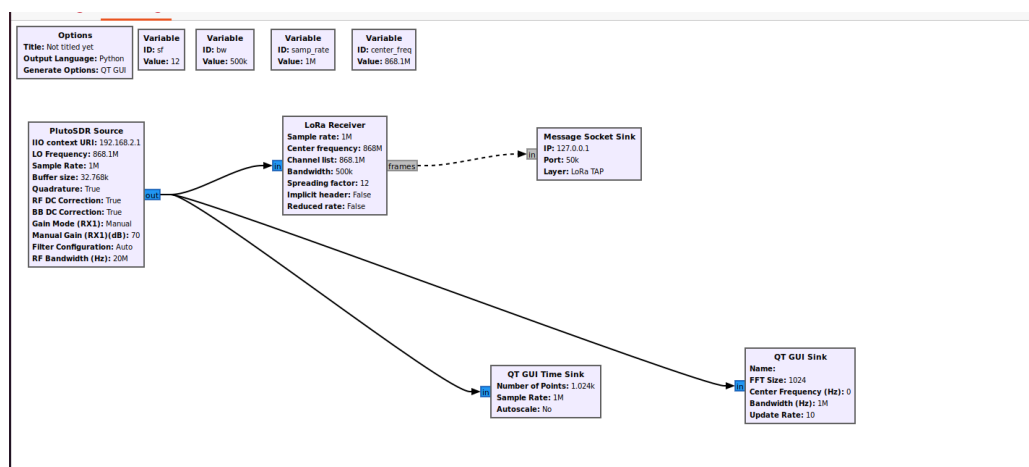 Options
Title: Not titled yet
Output Language: Python
Generate Options: QT GUI
Variable
ID: sf
Value: 12
Variable
ID: bw
Value: 500k
Variable
ID: samp_rate
Value: 1M
Variable
ID: center_freq
Value: 868.1M
PlutoSDR Source
IIO context URI: 192.168.2.1
LO Frequency: 868.1M
Sample Rate: 1M
Buffer size: 32.768k
Quadrature: True
RF DC Correction: True
BB DC Correction: True
Gain Mode (RX1): Manual
Manual Gain (RX1)(dB): 70
Filter Configuration: Auto
RF Bandwidth (Hz): 20M
out
LoRa Receiver
Sample rate: 1M
Center frequency: 868M
Channel list: 868.1M
Bandwidth: 500k
Spreading factor: 12
Implicit header: False
Reduced rate: False
in
frames
Message Socket Sink
IP: 127.0.0.1
Port: 50k
Layer: LoRa TAP
in
QT GUI Time Sink
Number of Points: 1.024k
Sample Rate: 1M
Autoscale: No
in
QT GUI Sink
Name:
FFT Size: 1024
Center Frequency (Hz): 0
Bandwidth (Hz): 1M
Update Rate: 10
in